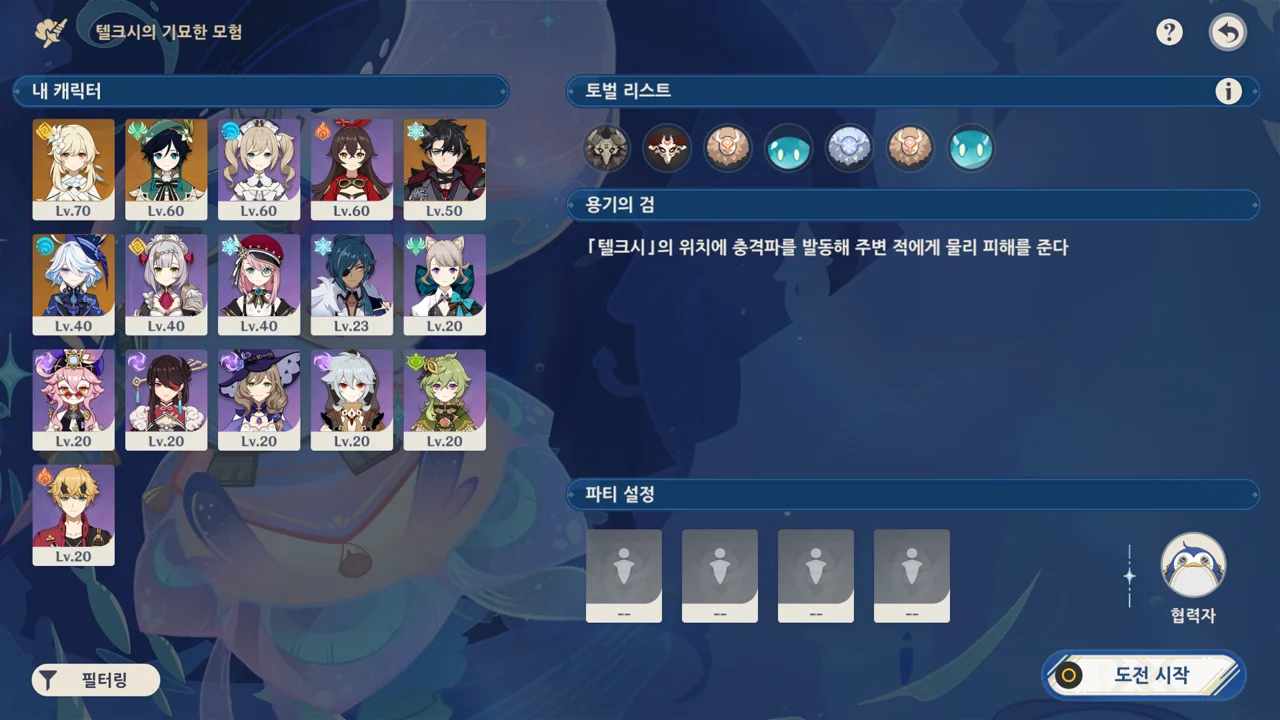 텔크시의 기묘한 모험
?
내 캐릭터
Lv.70
Lv.60
Lv.60
Lv.60
Lv.50
Lv.40
Lv.40
Lv.40
Lv.23
Lv.20
Lv.20
Lv.20
Lv.20
Lv.20
Lv.20
Lv.20
필터링
토벌 리스트
i
용기의 검
「텔크시」의 위치에 충격파를 발동해 주변 적에게 물리 피해를 준다
파티 설정
--
--
--
--
협력자
도전 시작